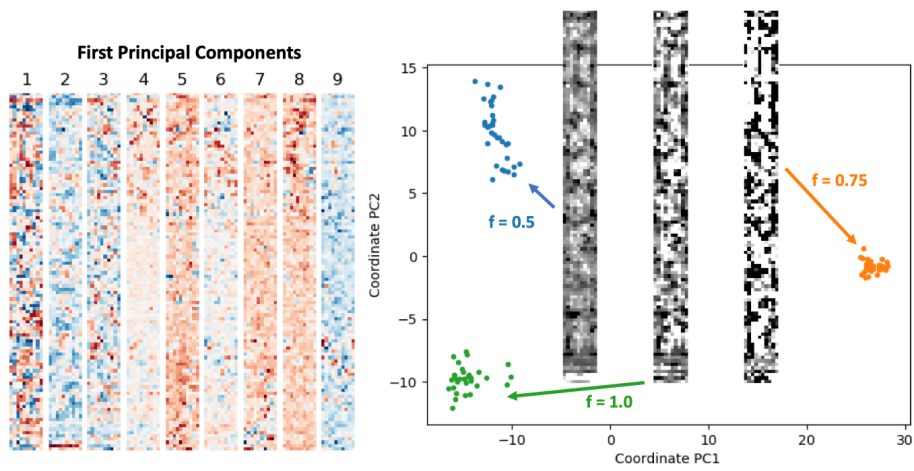 First Principal Components
1 2 3 4 5 6 7 8 9
15
10
5
0
−5
−10
Coordinate PC2
f = 0.5
f = 0.75
f = 1.0
−10 0 10 20 30
Coordinate PC1